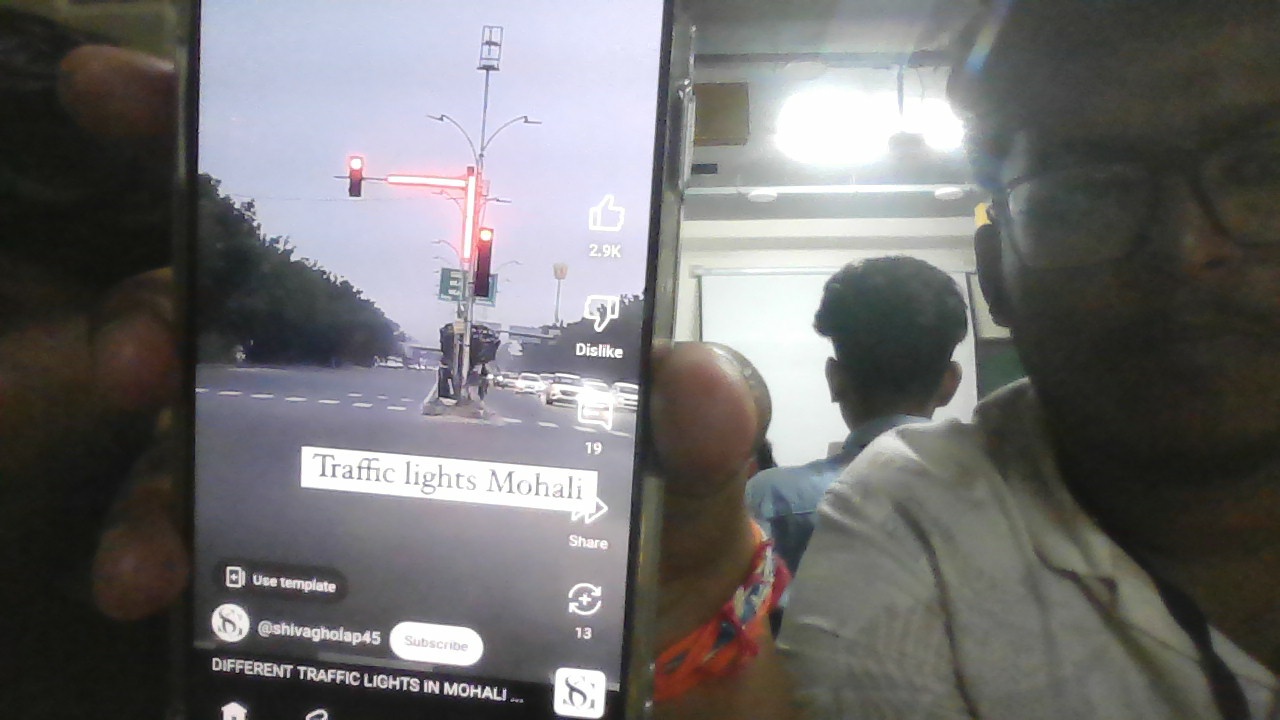 2.9K
Dislike
19
Traffic lights Mohali
Share
Use template
13
@shivagholap45
Subscribe
DIFFERENT TRAFFIC LIGHTS IN MOHALI ...